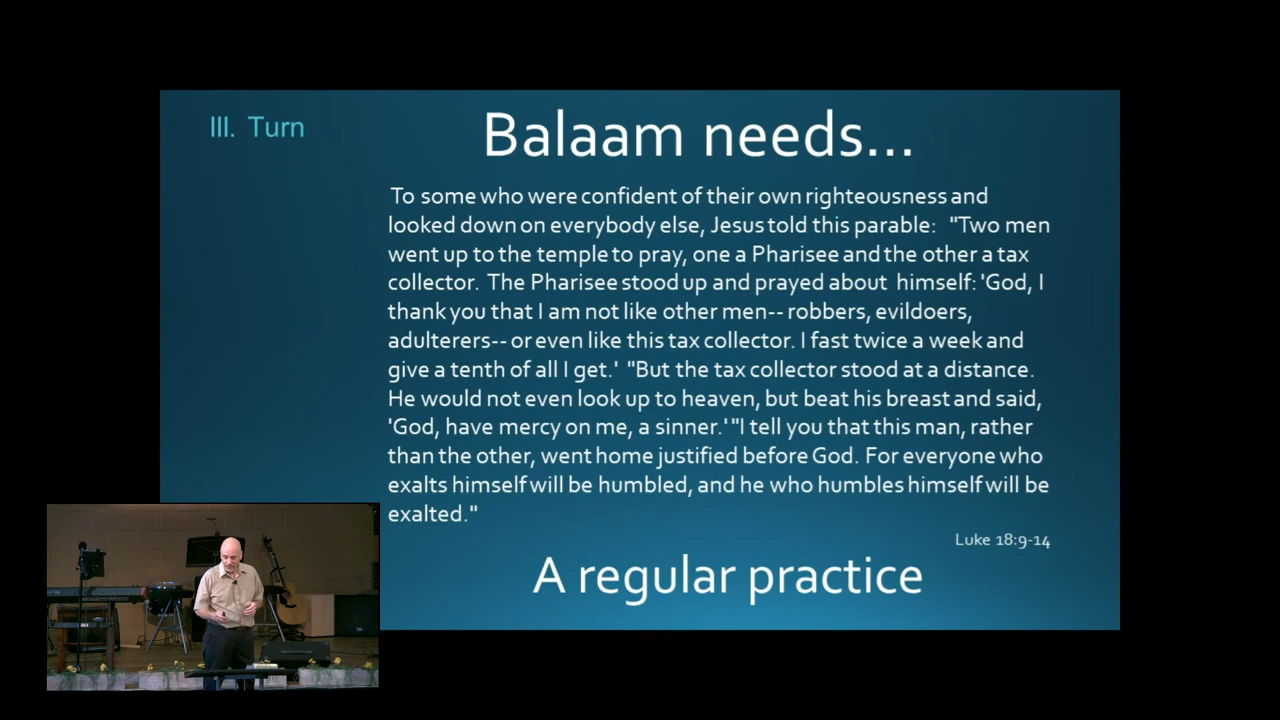 III. Turn
Balaam needs...
To some who were confident of their own righteousness and
looked down on everybody else, Jesus told this parable: "Two men
went up to the temple to pray, one a Pharisee and the other a tax
collector. The Pharisee stood up and prayed about himself: 'God, I
thank you that I am not like other men-- robbers, evildoers,
adulterers-- or even like this tax collector. I fast twice a week and
give a tenth of all I get.' "But the tax collector stood at a distance.
He would not even look up to heaven, but beat his breast and said,
'God, have mercy on me, a sinner.' "I tell you that this man, rather
than the other, went home justified before God. For everyone who
exalts himself will be humbled, and he who humbles himself will be
exalted."
Luke 18:9-14
A regular practice